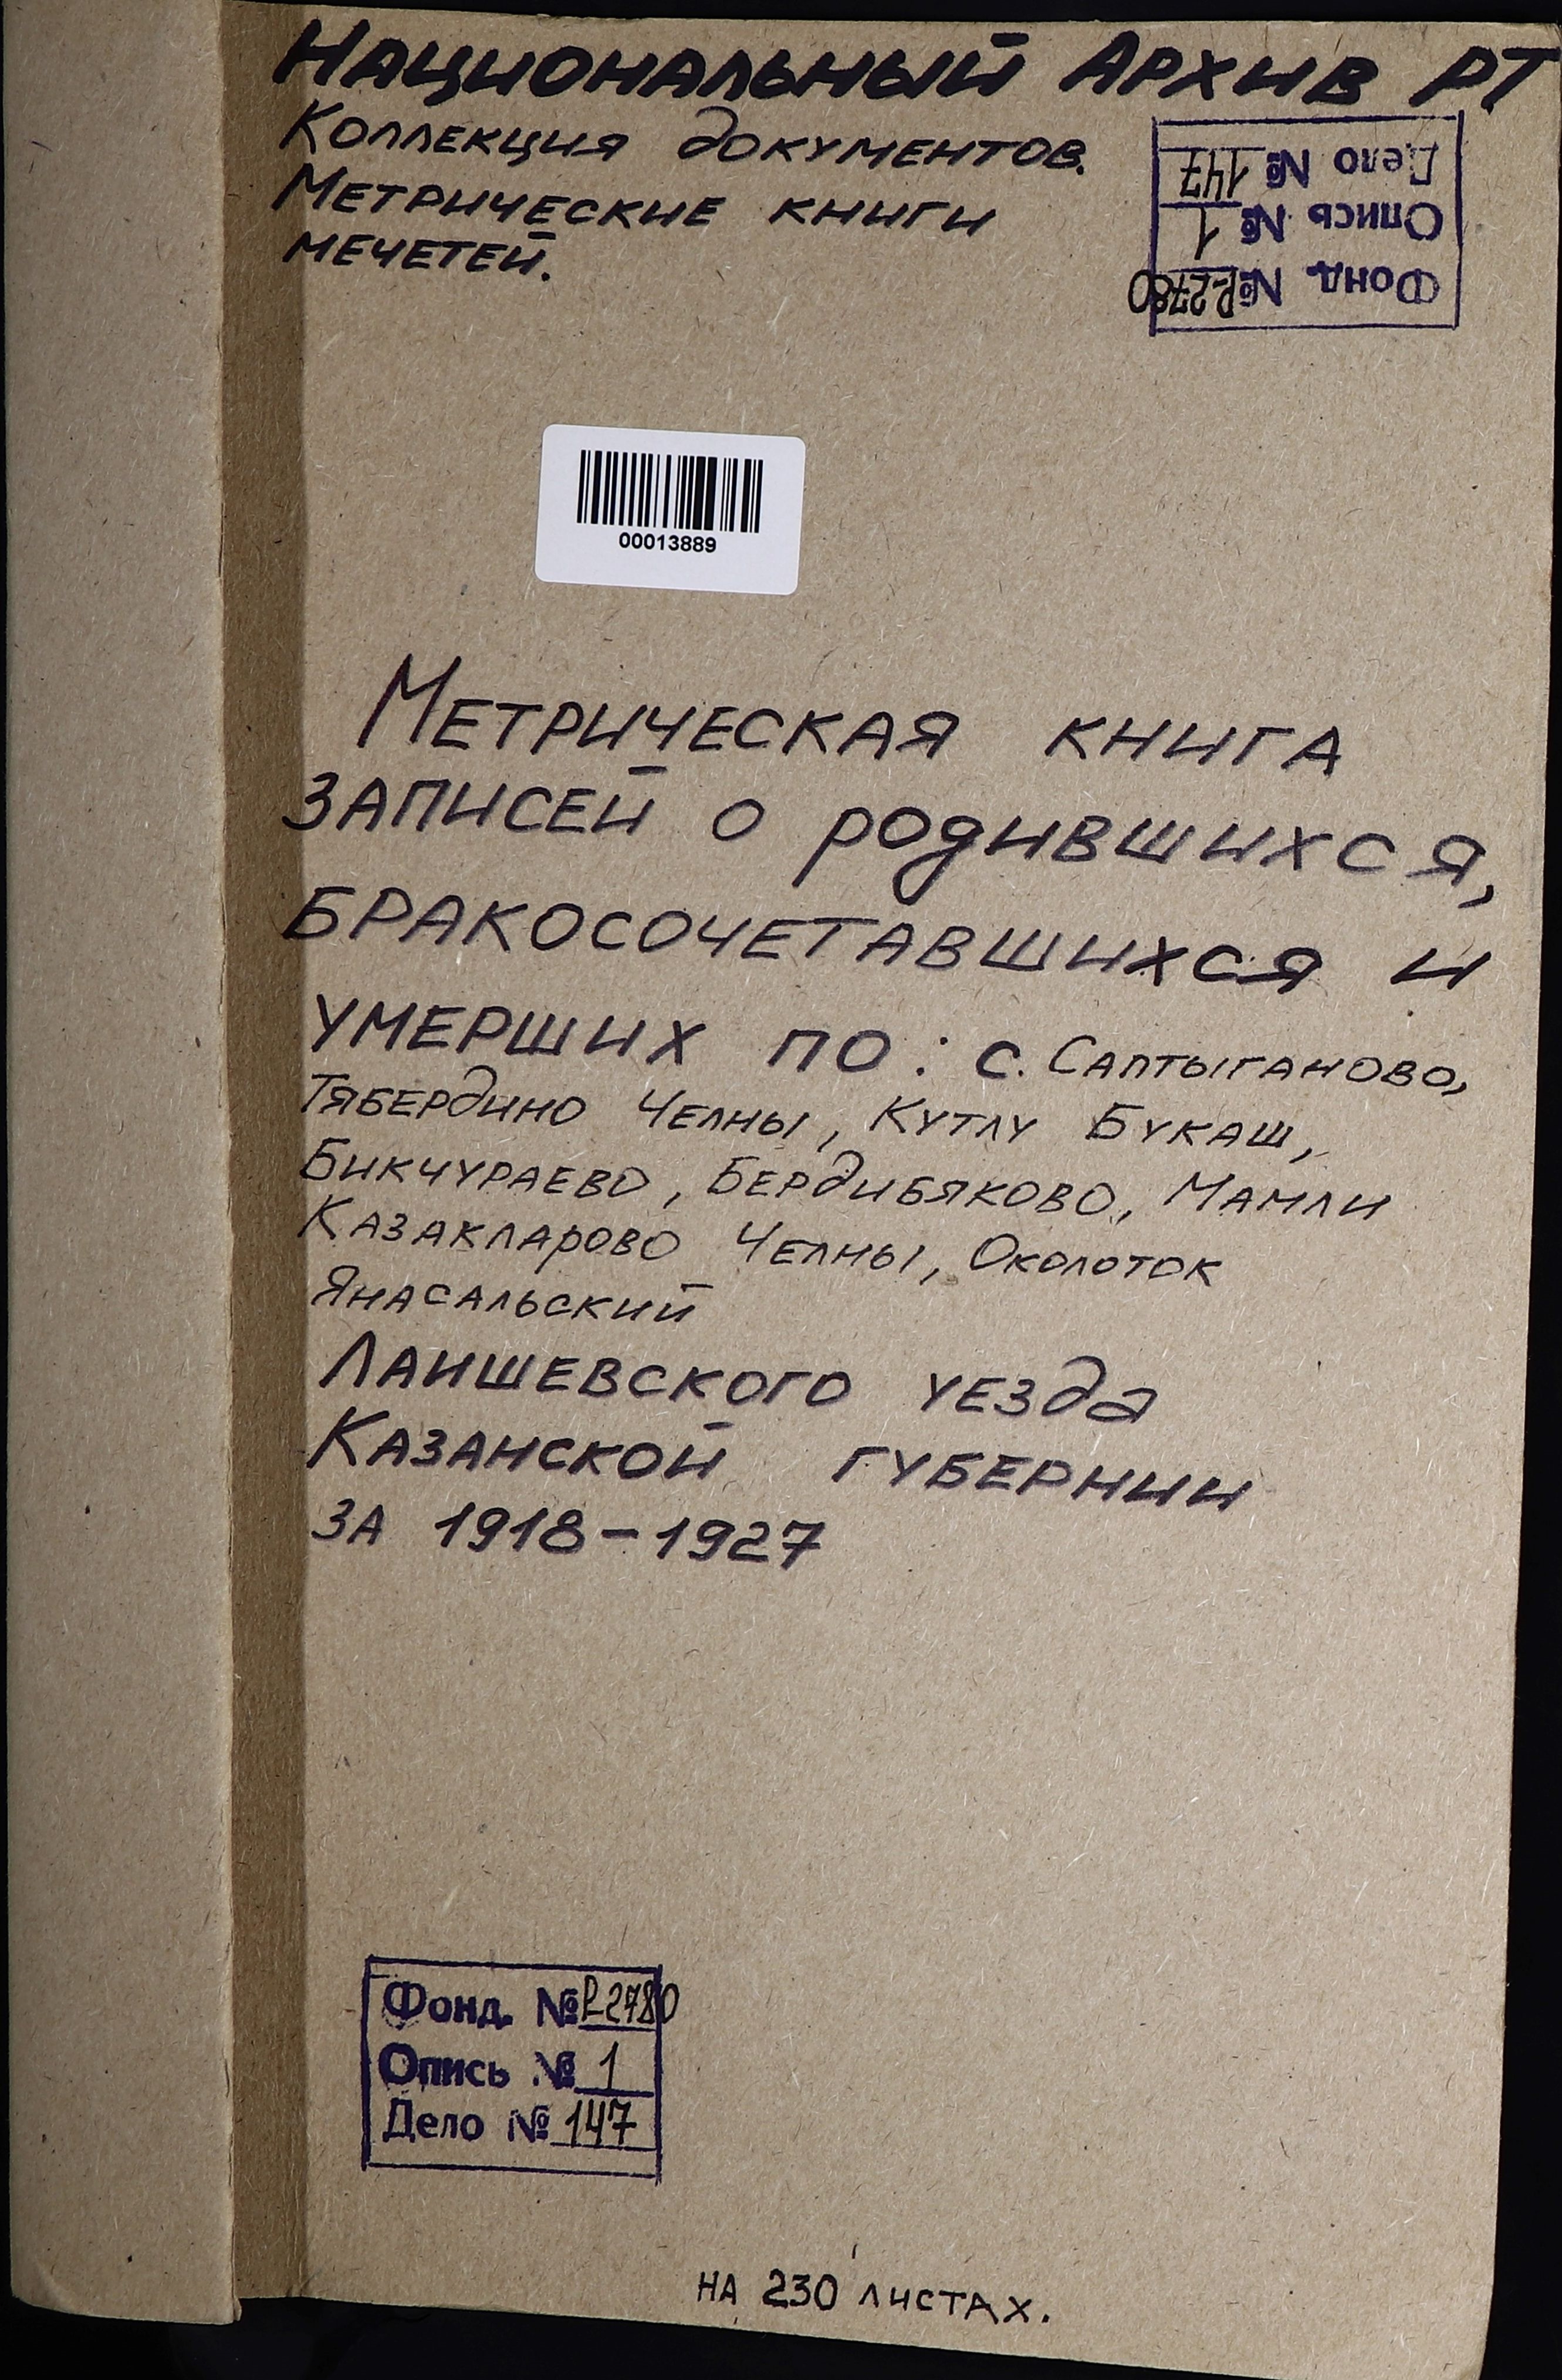 Национальный Архив РТ
Коллекция документов.
Метрические книги
мечетей.
Дело № 147
Опись № 1
Фонд. № Р-2780
00013889
Метрическая книга
записей о родившихся,
бракосочетавшихся и
умерших по: с. Салтыганово,
Тябердино Челны, Кутлу Букаш,
Бикчураево, Бердибяково, Мамли
Казакларово Челны, Околоток
Янасальский
Лаишевского уезда
Казанской губернии
за 1918-1927
Фонд. № Р-2780
Опись № 1
Дело № 147
на 230 листах.